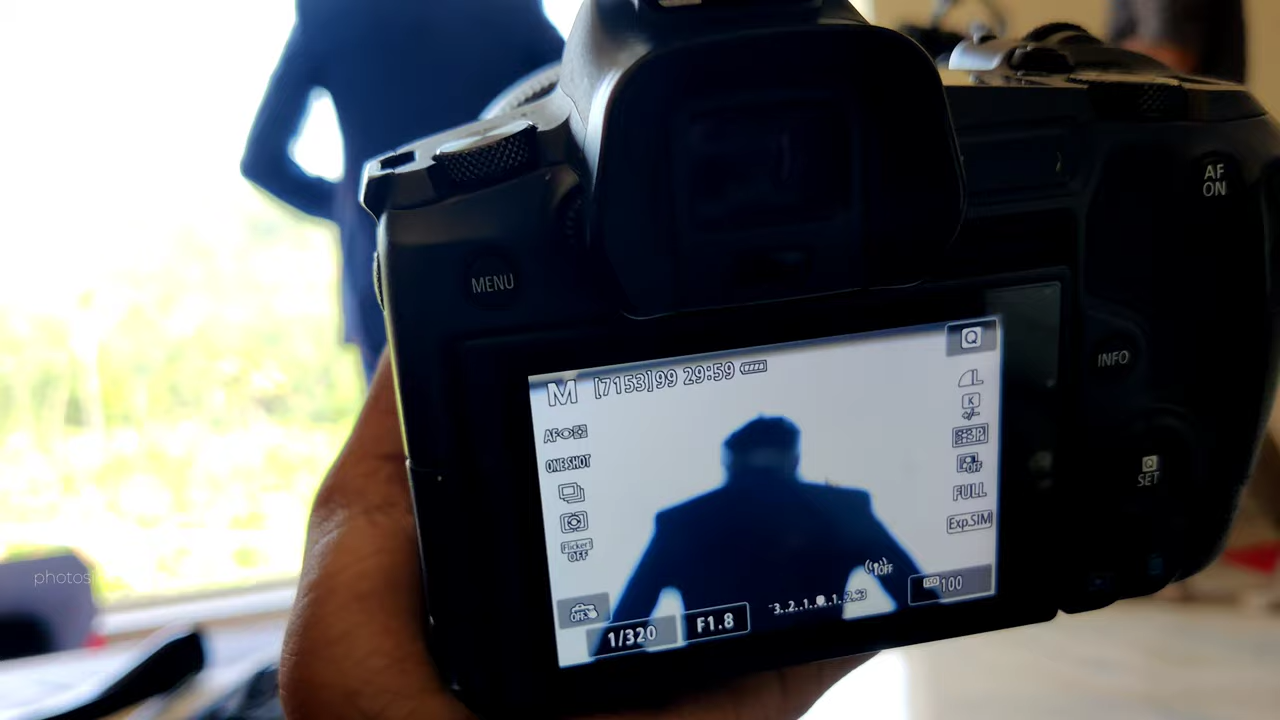 AF
ON
MENU
INFO
Q
SET
M [7153]99 29:59
Q
L
AF
K
ONE SHOT
FULL
Flicker!
OFF
Exp.SIM
OFF
OFF
OFF
1/320 F1.8 -3..2..1..0..1..2..+3 ISO 100